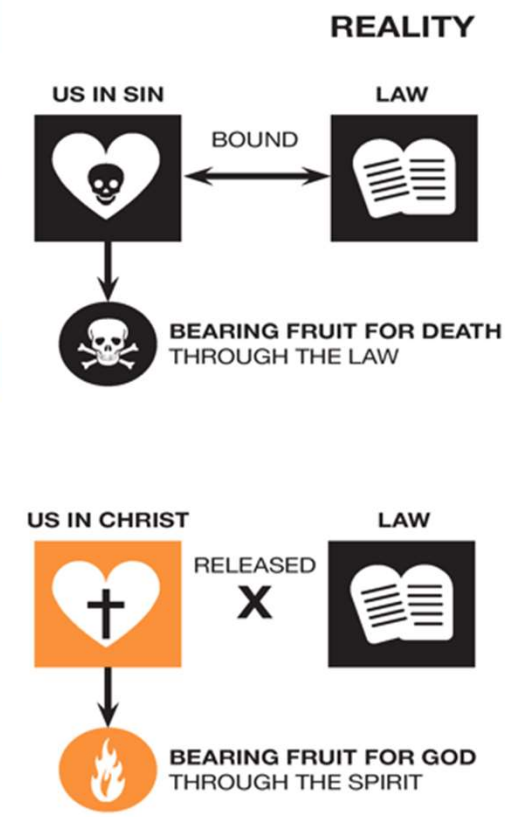 REALITY
US IN SIN
LAW
BOUND
BEARING FRUIT FOR DEATH
THROUGH THE LAW
US IN CHRIST
LAW
RELEASED
X
BEARING FRUIT FOR GOD
THROUGH THE SPIRIT